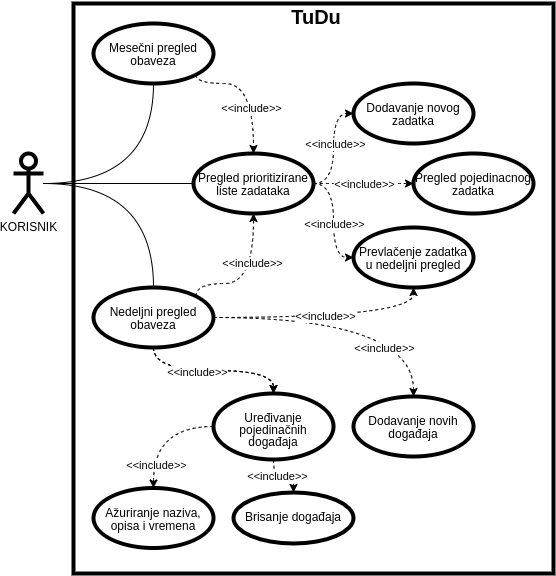 TuDu
Mesečni pregled
obaveza
<<include>>
Dodavanje novog
zadatka
<<include>>
KORISNIK
Pregled prioritizirane
liste zadataka
<<include>>
Pregled pojedinacnog
zadatka
<<include>>
Prevlačenje zadatka
u nedeljni pregled
<<include>>
Nedeljni pregled
obaveza
<<include>>
<<include>>
<<include>>
Uređivanje
pojedinačnih
događaja
Dodavanje novih
događaja
<<include>>
<<include>>
Ažuriranje naziva,
opisa i vremena
Brisanje događaja